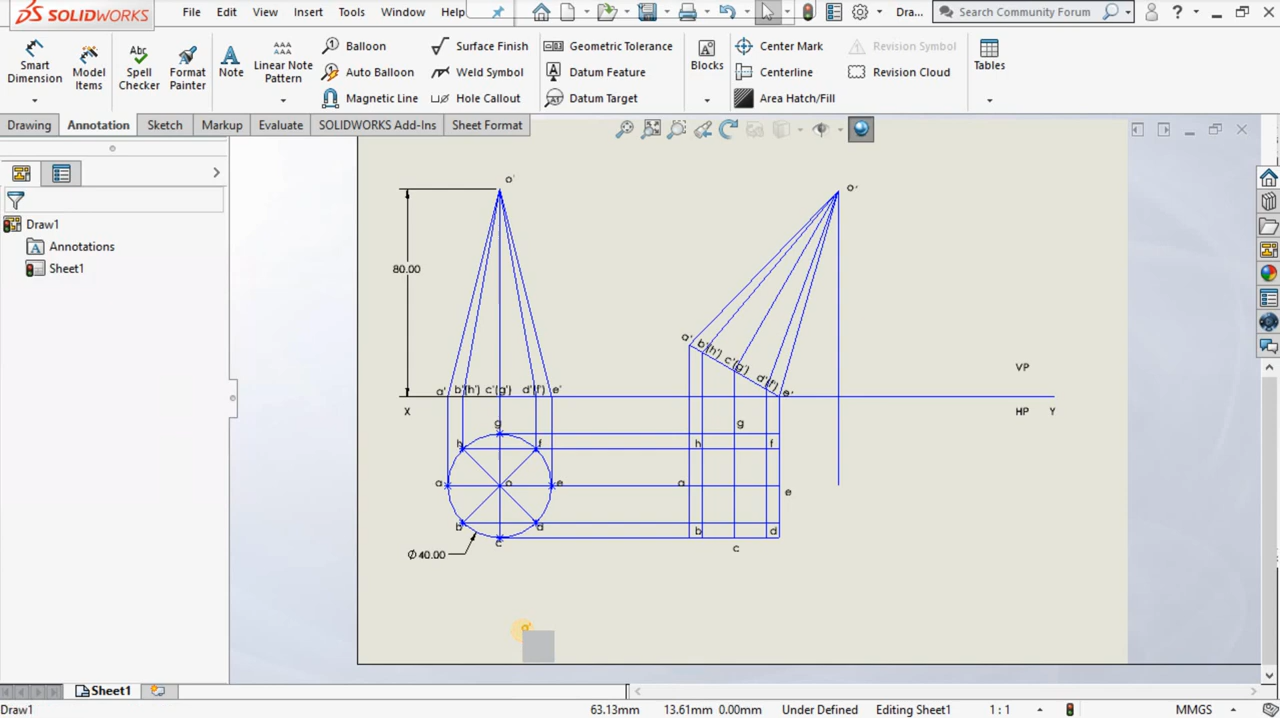 SOLIDWORKS File Edit View Insert Tools Window Help Dra... Search Community Forum ?
Smart Dimension
Model Items
Spell Checker
Format Painter
Note
Linear Note Pattern
Balloon
Auto Balloon
Magnetic Line
Surface Finish
Weld Symbol
Hole Callout
Geometric Tolerance
Datum Feature
Datum Target
Blocks
Center Mark
Centerline
Area Hatch/Fill
Revision Symbol
Revision Cloud
Tables
Drawing Annotation Sketch Markup Evaluate SOLIDWORKS Add-Ins Sheet Format
Draw1
Annotations
Sheet1
o' o'
80.00
a' b'(h') c'(g') d'(f') e'
a' b'(h') c'(g') d'(f') e'
VP
X HP Y
g g
h f h f
a o e a e
b d b d
c c
Ø40.00
o'
Sheet1
Draw1 63.13mm 13.61mm 0.00mm Under Defined Editing Sheet1 1 : 1 MMGS